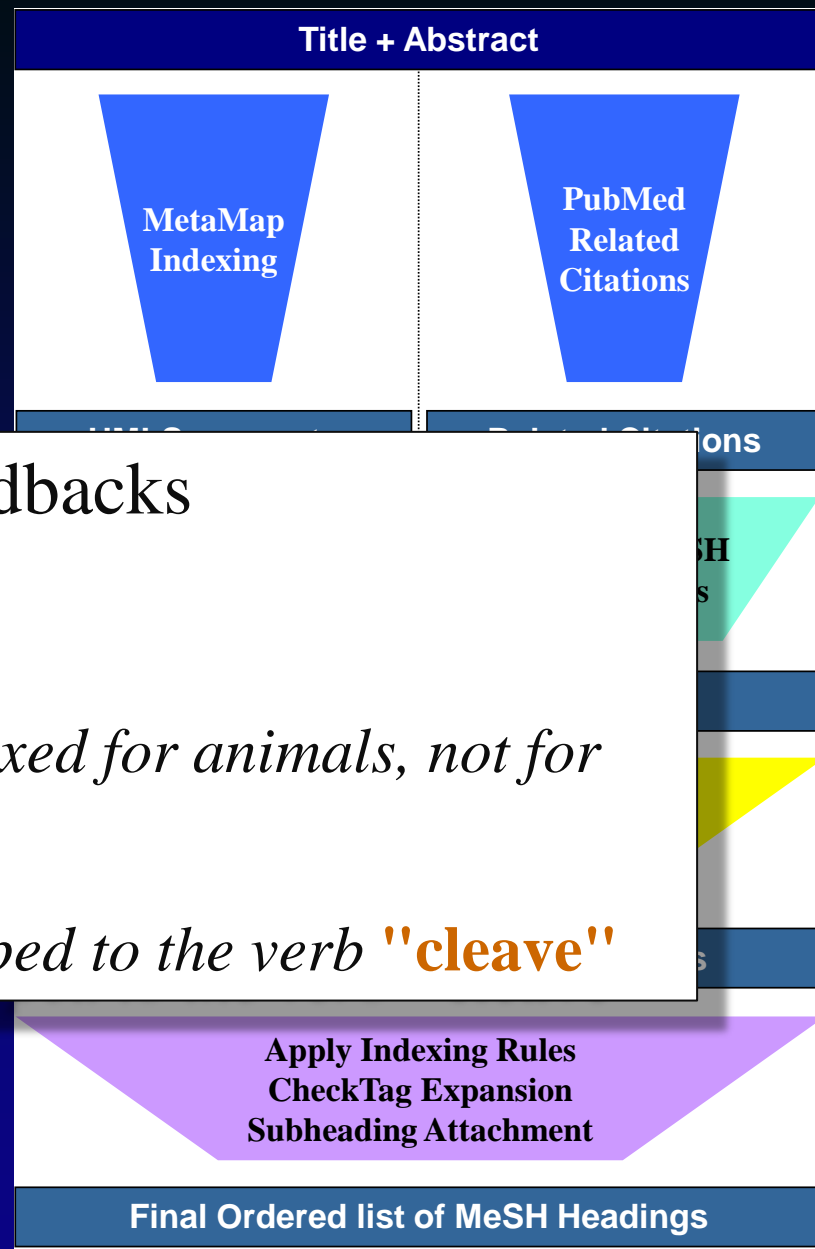 Title + Abstract
MetaMap
Indexing
PubMed
Related
Citations
dbacks
xed for animals, not for
ped to the verb "cleave"
Apply Indexing Rules
CheckTag Expansion
Subheading Attachment
Final Ordered list of MeSH Headings